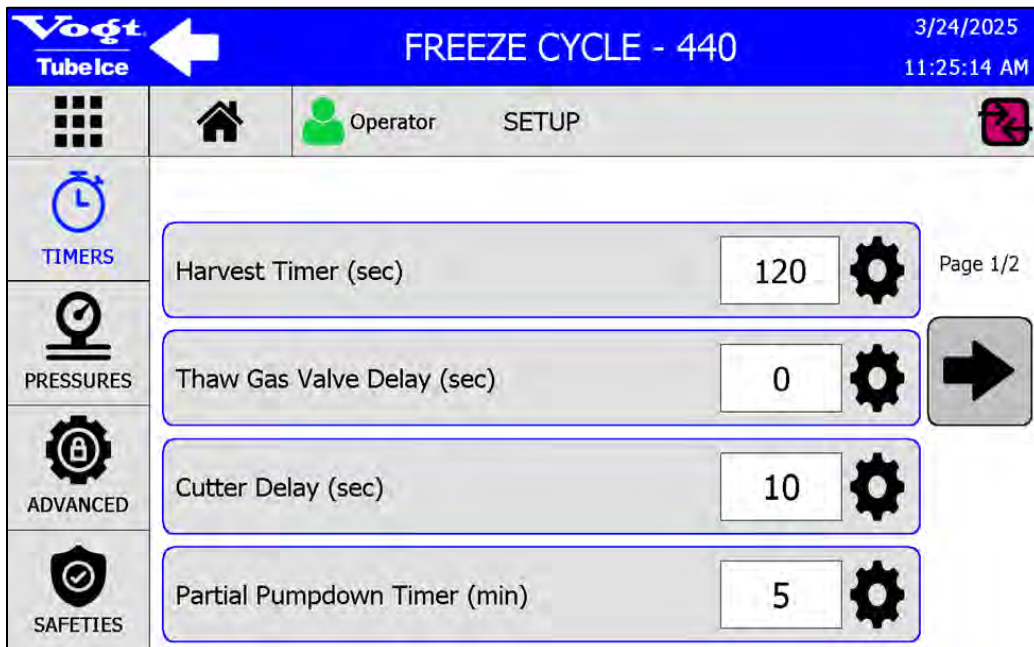 Vogt
TubeIce
FREEZE CYCLE - 440
3/24/2025
11:25:14 AM
Operator
SETUP
TIMERS
Harvest Timer (sec)
120
Page 1/2
PRESSURES
Thaw Gas Valve Delay (sec)
0
ADVANCED
Cutter Delay (sec)
10
SAFETIES
Partial Pumpdown Timer (min)
5